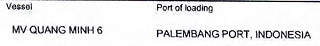 Vessel Port of loading
MV QUANG MINH 6 PALEMBANG PORT, INDONESIA